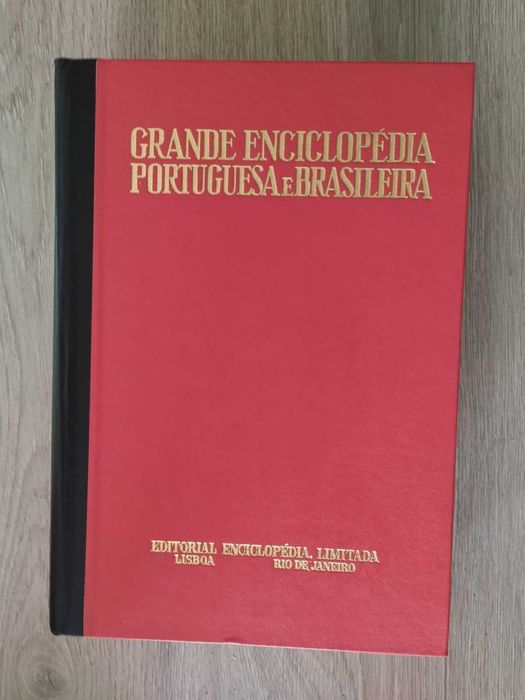 GRANDE ENCICLOPÉDIA
PORTUGUESA E BRASILEIRA
EDITORIAL ENCICLOPÉDIA, LIMITADA
LISBOA RIO DE JANEIRO